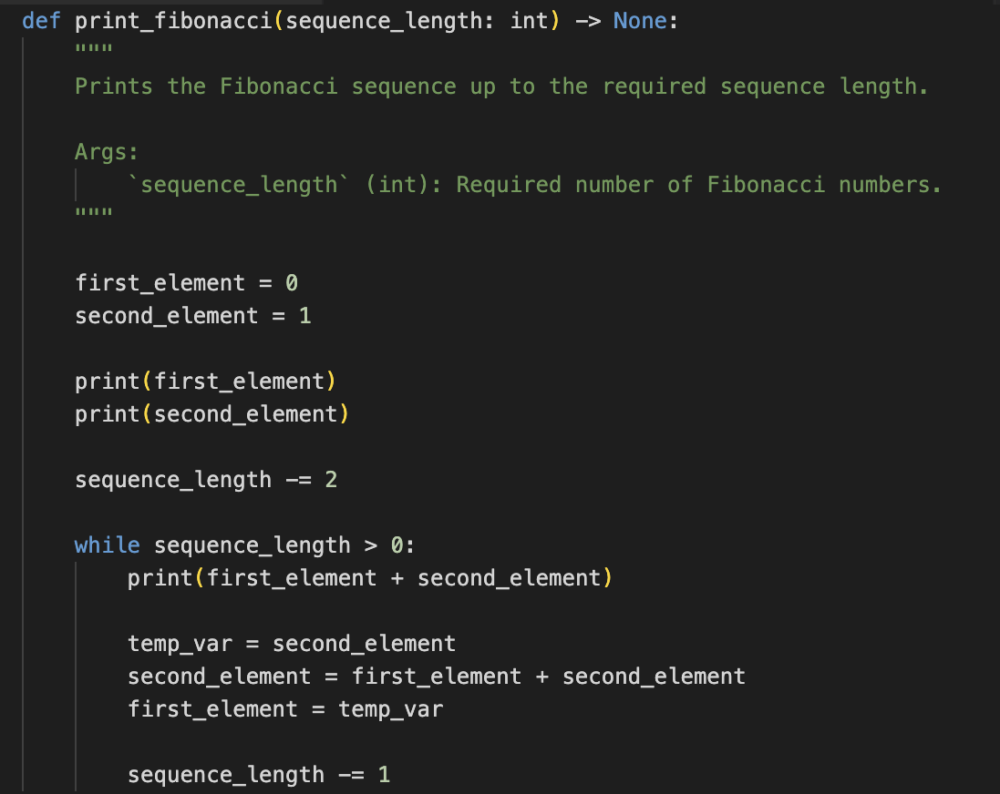 def print_fibonacci(sequence_length: int) -> None:
    """
    Prints the Fibonacci sequence up to the required sequence length.

    Args:
        `sequence_length` (int): Required number of Fibonacci numbers.
    """

    first_element = 0
    second_element = 1

    print(first_element)
    print(second_element)

    sequence_length -= 2

    while sequence_length > 0:
        print(first_element + second_element)

        temp_var = second_element
        second_element = first_element + second_element
        first_element = temp_var

        sequence_length -= 1